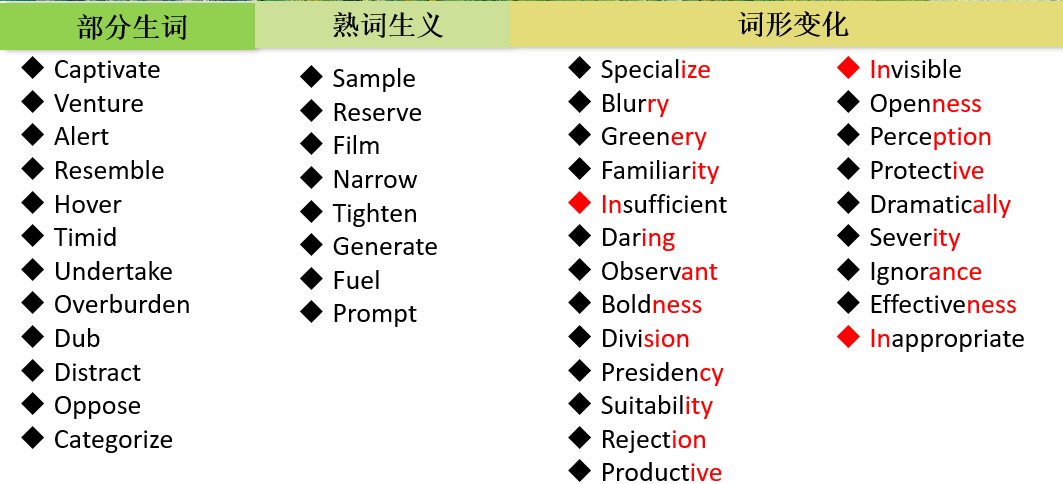 部分生词
熟词生义
词形变化
Captivate
Venture
Alert
Resemble
Hover
Timid
Undertake
Overburden
Dub
Distract
Oppose
Categorize
Sample
Reserve
Film
Narrow
Tighten
Generate
Fuel
Prompt
Specialize
Blurry
Greenery
Familiarity
Insufficient
Daring
Observant
Boldness
Division
Presidency
Suitability
Rejection
Productive
Invisible
Openness
Perception
Protective
Dramatically
Severity
Ignorance
Effectiveness
Inappropriate